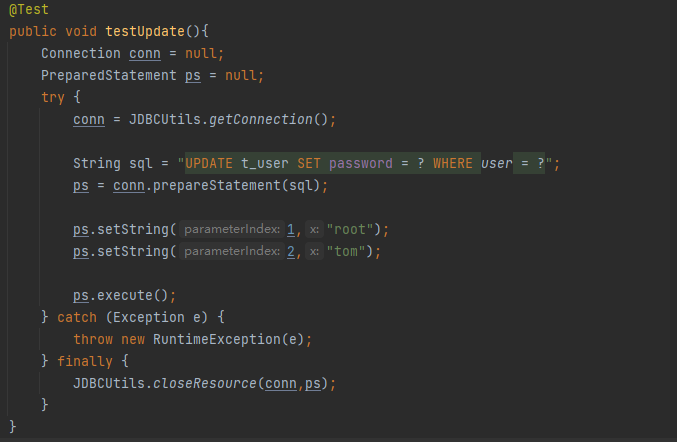 @Test
public void testUpdate(){
    Connection conn = null;
    PreparedStatement ps = null;
    try {
        conn = JDBCUtils.getConnection();

        String sql = "UPDATE t_user SET password = ? WHERE user = ?";
        ps = conn.prepareStatement(sql);

        ps.setString( parameterIndex: 1, x: "root");
        ps.setString( parameterIndex: 2, x: "tom");

        ps.execute();
    } catch (Exception e) {
        throw new RuntimeException(e);
    } finally {
        JDBCUtils.closeResource(conn,ps);
    }
}